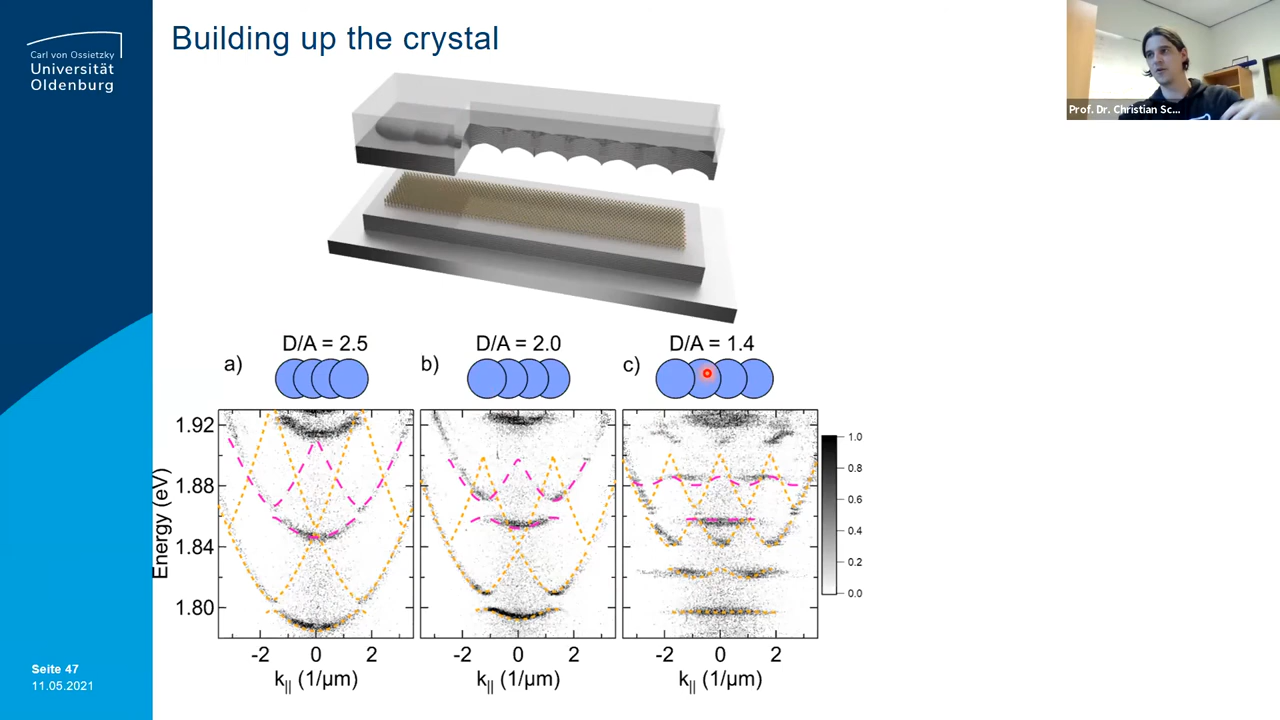 Building up the crystal
Carl von Ossietzky
Universität
Oldenburg
Prof. Dr. Christian Sc...
D/A = 2.5
D/A = 2.0
D/A = 1.4
a)
b)
c)
Energy (eV)
1.92
1.88
1.84
1.80
1.0
0.8
0.6
0.4
0.2
0.0
-2 0 2
-2 0 2
-2 0 2
k|| (1/µm)
k|| (1/µm)
k|| (1/µm)
Seite 47
11.05.2021